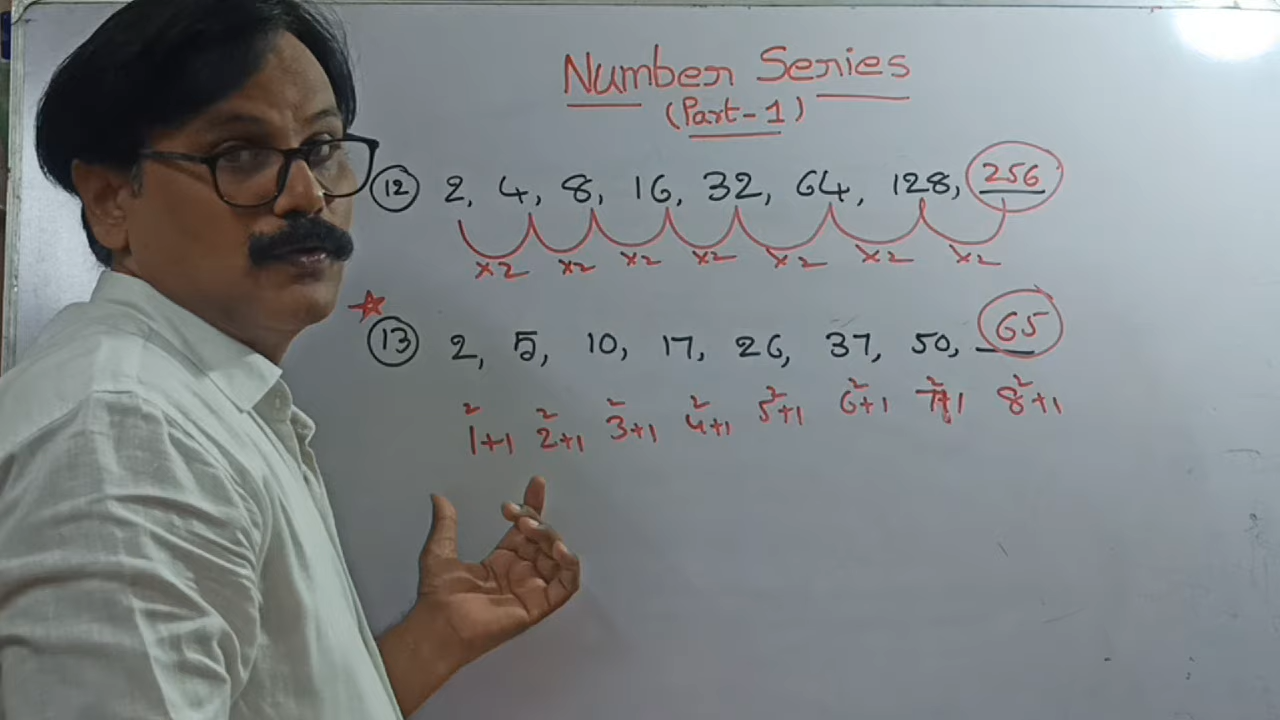 Number Series
(Part-1)
12 2, 4, 8, 16, 32, 64, 128, 256
×2 ×2 ×2 ×2 ×2 ×2 ×2
13 2, 5, 10, 17, 26, 37, 50, 65
1²+1 2²+1 3²+1 4²+1 5²+1 6²+1 7²+1 8²+1